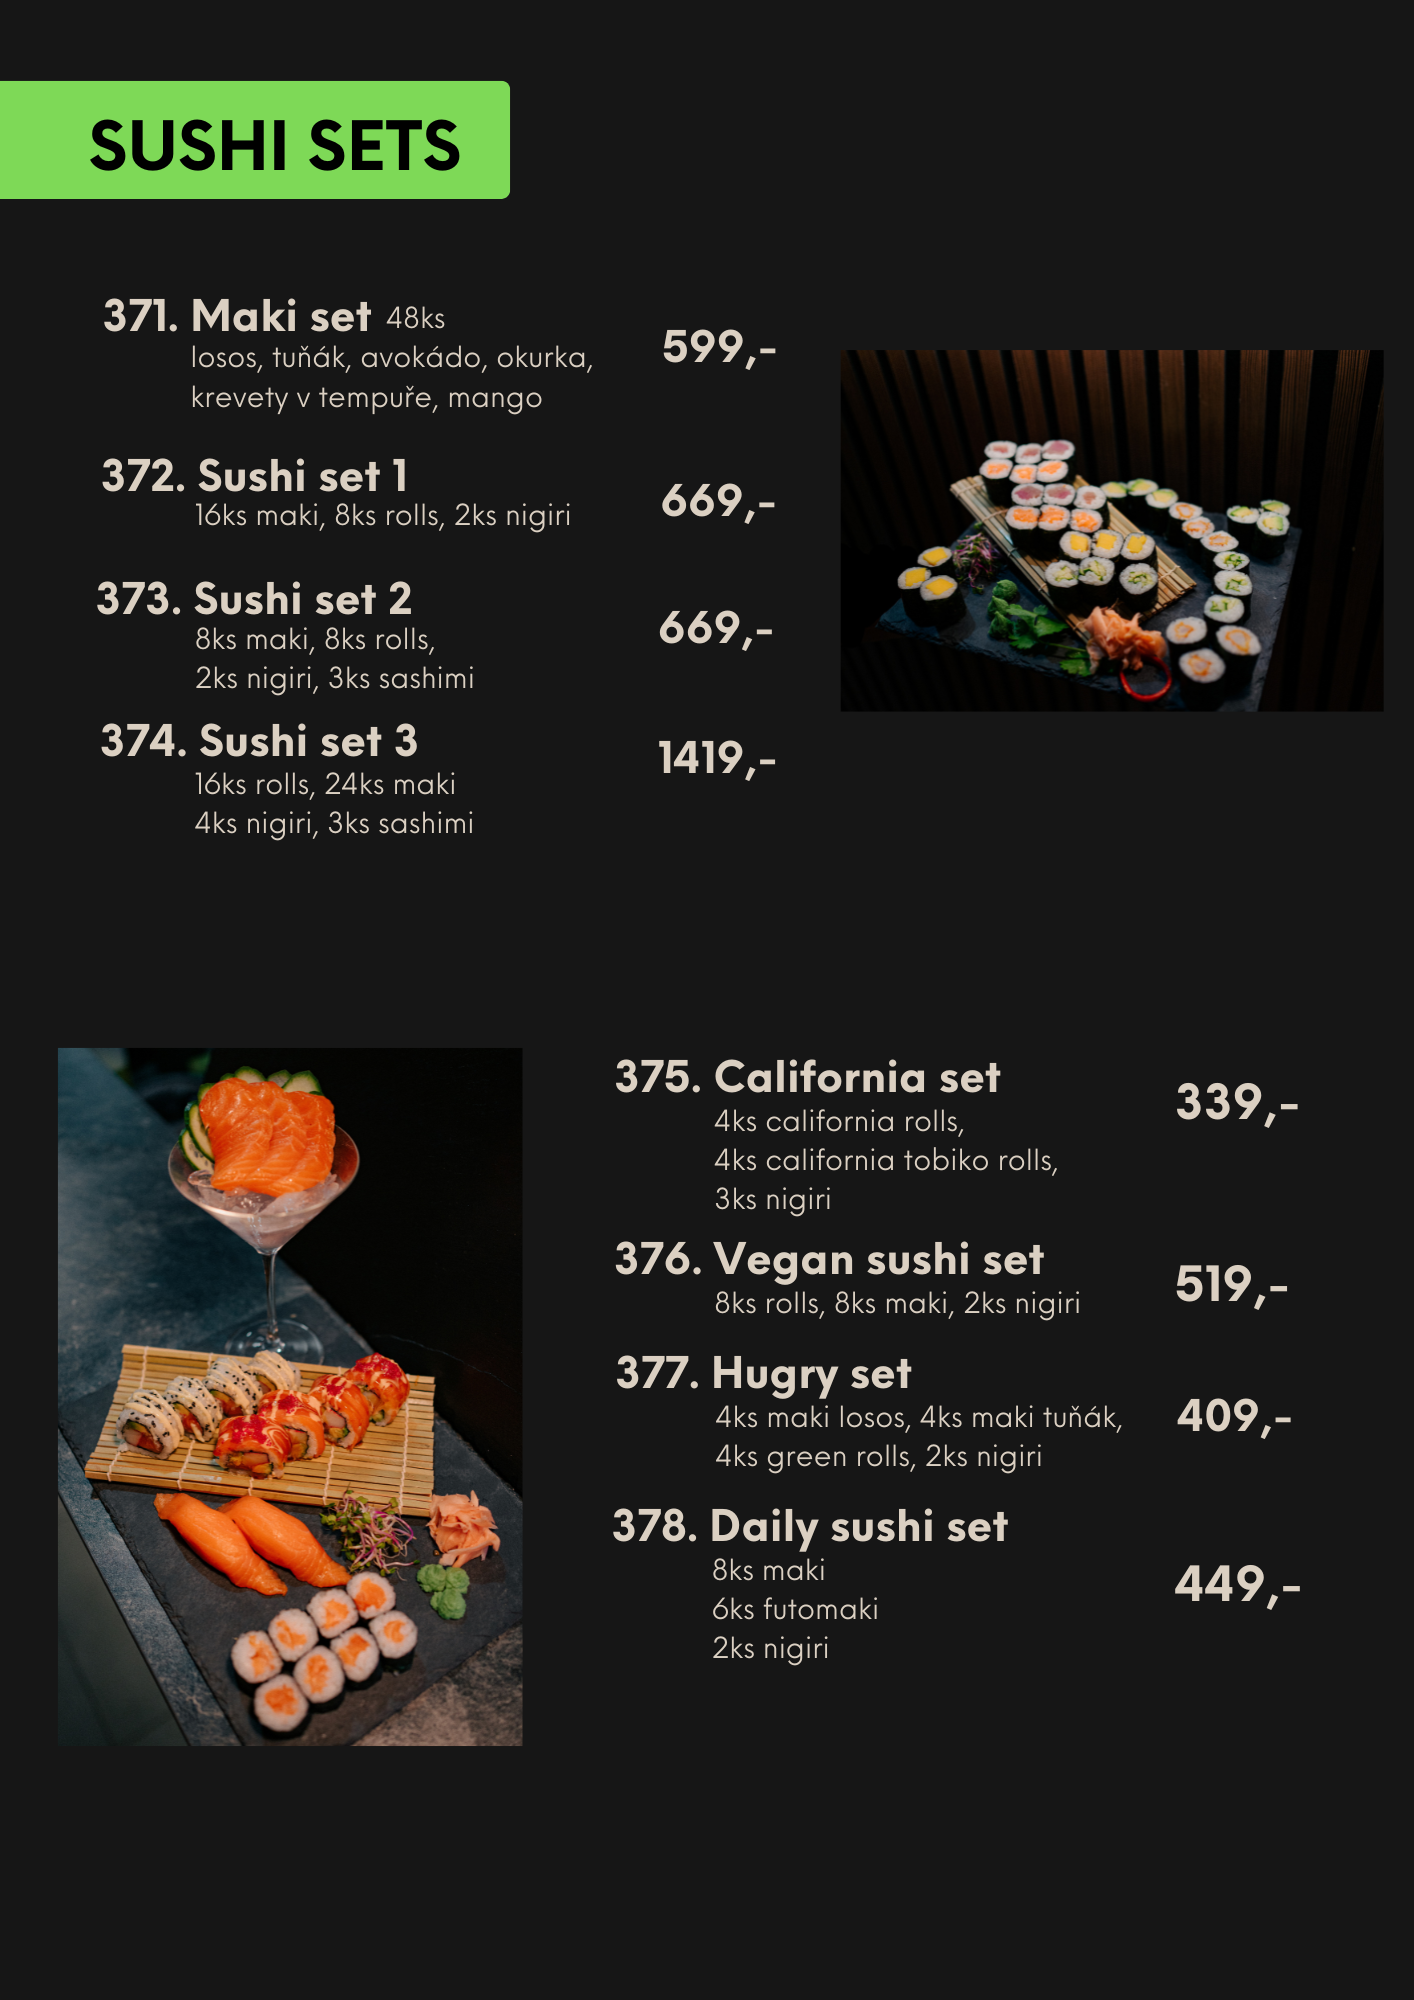 SUSHI SETS
371. Maki set 48ks
losos, tuňák, avokádo, okurka,
krevety v tempuře, mango
599,-
372. Sushi set 1
16ks maki, 8ks rolls, 2ks nigiri
669,-
373. Sushi set 2
8ks maki, 8ks rolls,
2ks nigiri, 3ks sashimi
669,-
374. Sushi set 3
16ks rolls, 24ks maki
4ks nigiri, 3ks sashimi
1419,-
375. California set
4ks california rolls,
4ks california tobiko rolls,
3ks nigiri
339,-
376. Vegan sushi set
8ks rolls, 8ks maki, 2ks nigiri
519,-
377. Hugry set
4ks maki losos, 4ks maki tuňák,
4ks green rolls, 2ks nigiri
409,-
378. Daily sushi set
8ks maki
6ks futomaki
2ks nigiri
449,-